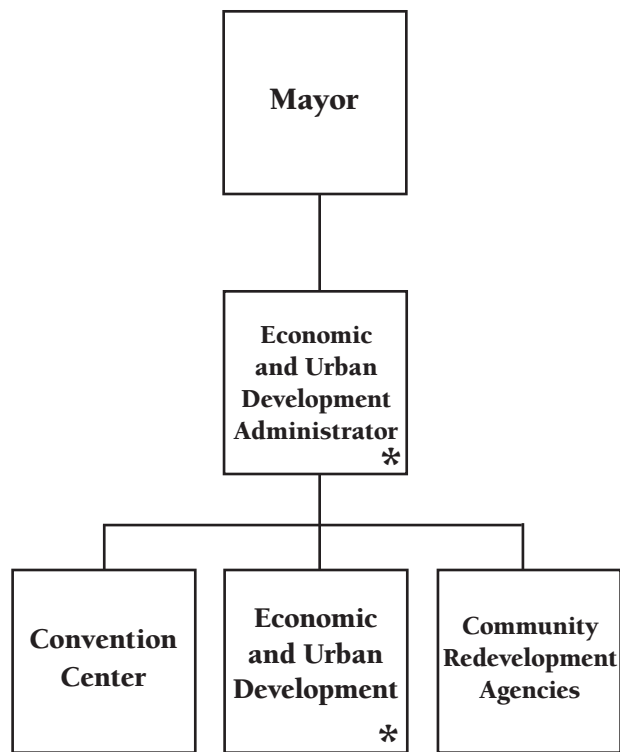 Mayor
Economic
and Urban
Development
Administrator
*
Convention
Center
Economic
and Urban
Development
*
Community
Redevelopment
Agencies